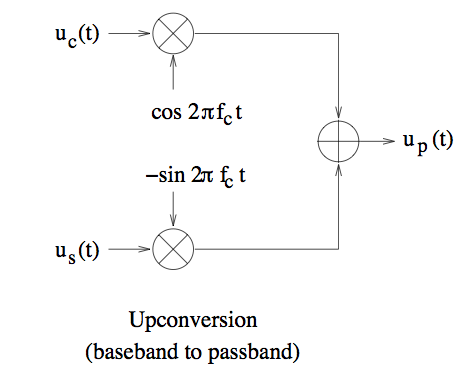 u_c(t)
cos 2πf_c t
u_p(t)
−sin 2π f_c t
u_s(t)
Upconversion
(baseband to passband)